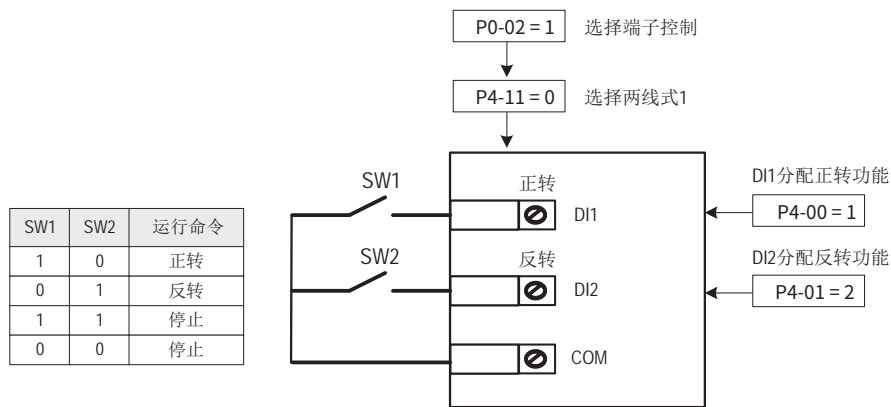 P0-02 = 1 选择端子控制
P4-11 = 0 选择两线式1
SW1 SW2 运行命令
1 0 正转
0 1 反转
1 1 停止
0 0 停止
SW1
SW2
正转
DI1
反转
DI2
COM
DI1分配正转功能
P4-00 = 1
DI2分配反转功能
P4-01 = 2